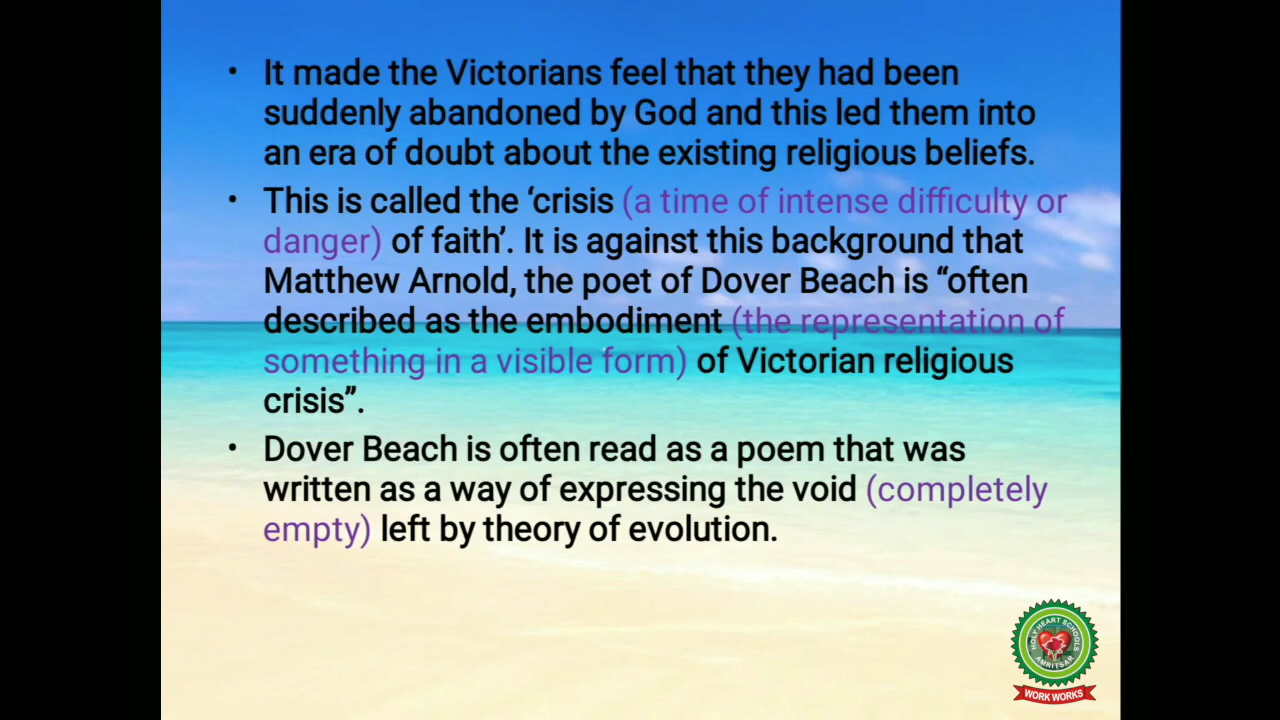 • It made the Victorians feel that they had been
suddenly abandoned by God and this led them into
an era of doubt about the existing religious beliefs.
• This is called the ‘crisis (a time of intense difficulty or
danger) of faith’. It is against this background that
Matthew Arnold, the poet of Dover Beach is “often
described as the embodiment (the representation of
something in a visible form) of Victorian religious
crisis”.
• Dover Beach is often read as a poem that was
written as a way of expressing the void (completely
empty) left by theory of evolution.
HOLY HEART SCHOOLS
AMRITSAR
WORK WORKS